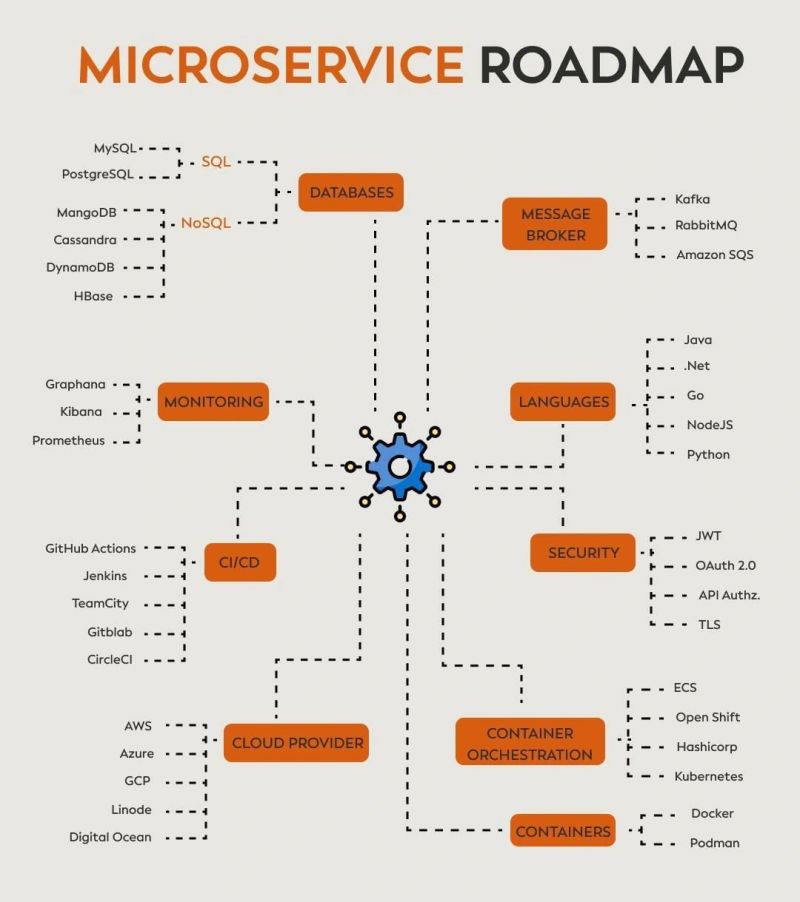 MICROSERVICE ROADMAP
MySQL
PostgreSQL
SQL
MangoDB
Cassandra
DynamoDB
HBase
NoSQL
DATABASES
MESSAGE
BROKER
Kafka
RabbitMQ
Amazon SQS
Graphana
Kibana
Prometheus
MONITORING
LANGUAGES
Java
.Net
Go
NodeJS
Python
GitHub Actions
Jenkins
TeamCity
Gitblab
CircleCI
CI/CD
SECURITY
JWT
OAuth 2.0
API Authz.
TLS
AWS
Azure
GCP
Linode
Digital Ocean
CLOUD PROVIDER
CONTAINER
ORCHESTRATION
ECS
Open Shift
Hashicorp
Kubernetes
CONTAINERS
Docker
Podman